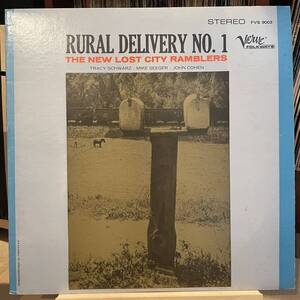 STEREO FVS 9003
RURAL DELIVERY NO. 1
Verve
FOLKWAYS
THE NEW LOST CITY RAMBLERS
TRACY SCHWARZ / MIKE SEEGER / JOHN COHEN